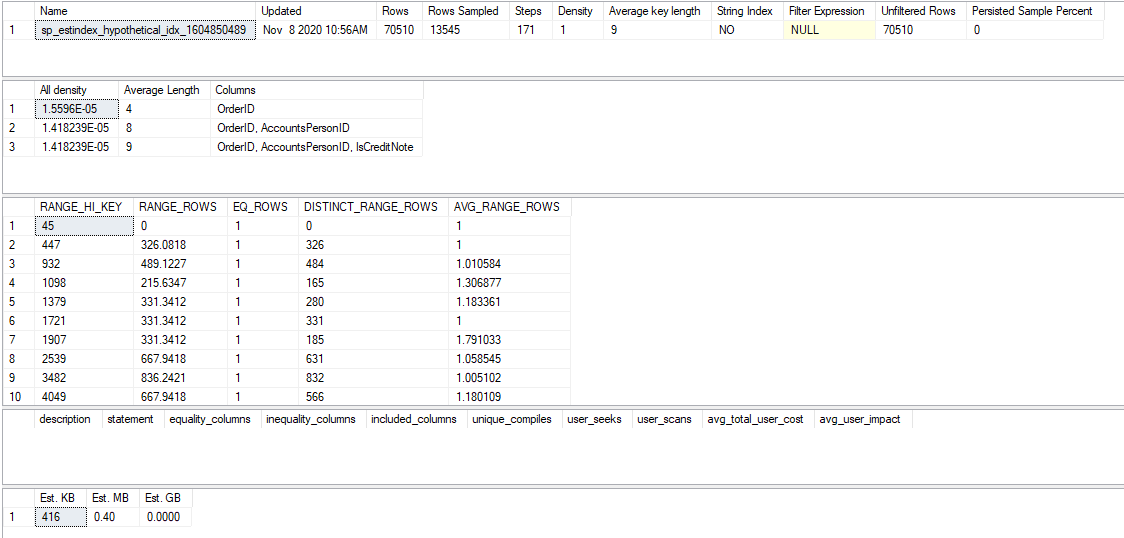 Name Updated Rows Rows Sampled Steps Density Average key length String Index Filter Expression Unfiltered Rows Persisted Sample Percent
1 sp_estindex_hypothetical_idx_1604850489 Nov 8 2020 10:56AM 70510 13545 171 1 9 NO NULL 70510 0
All density Average Length Columns
1 1.5596E-05 4 OrderID
2 1.418239E-05 8 OrderID, AccountsPersonID
3 1.418239E-05 9 OrderID, AccountsPersonID, IsCreditNote
RANGE_HI_KEY RANGE_ROWS EQ_ROWS DISTINCT_RANGE_ROWS AVG_RANGE_ROWS
1 45 0 1 0 1
2 447 326.0818 1 326 1
3 932 489.1227 1 484 1.010584
4 1098 215.6347 1 165 1.306877
5 1379 331.3412 1 280 1.183361
6 1721 331.3412 1 331 1
7 1907 331.3412 1 185 1.791033
8 2539 667.9418 1 631 1.058545
9 3482 836.2421 1 832 1.005102
10 4049 667.9418 1 566 1.180109
description statement equality_columns inequality_columns included_columns unique_compiles user_seeks user_scans avg_total_user_cost avg_user_impact
Est. KB Est. MB Est. GB
1 416 0.40 0.0000